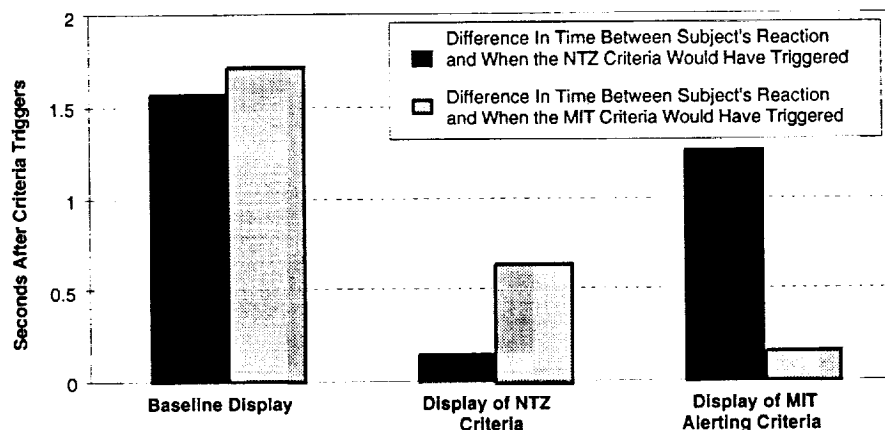 2
Difference In Time Between Subject's Reaction
and When the NTZ Criteria Would Have Triggered
Difference In Time Between Subject's Reaction
and When the MIT Criteria Would Have Triggered
1.5
1
0.5
0
Seconds After Criteria Triggers
Baseline Display
Display of NTZ
Criteria
Display of MIT
Alerting Criteria